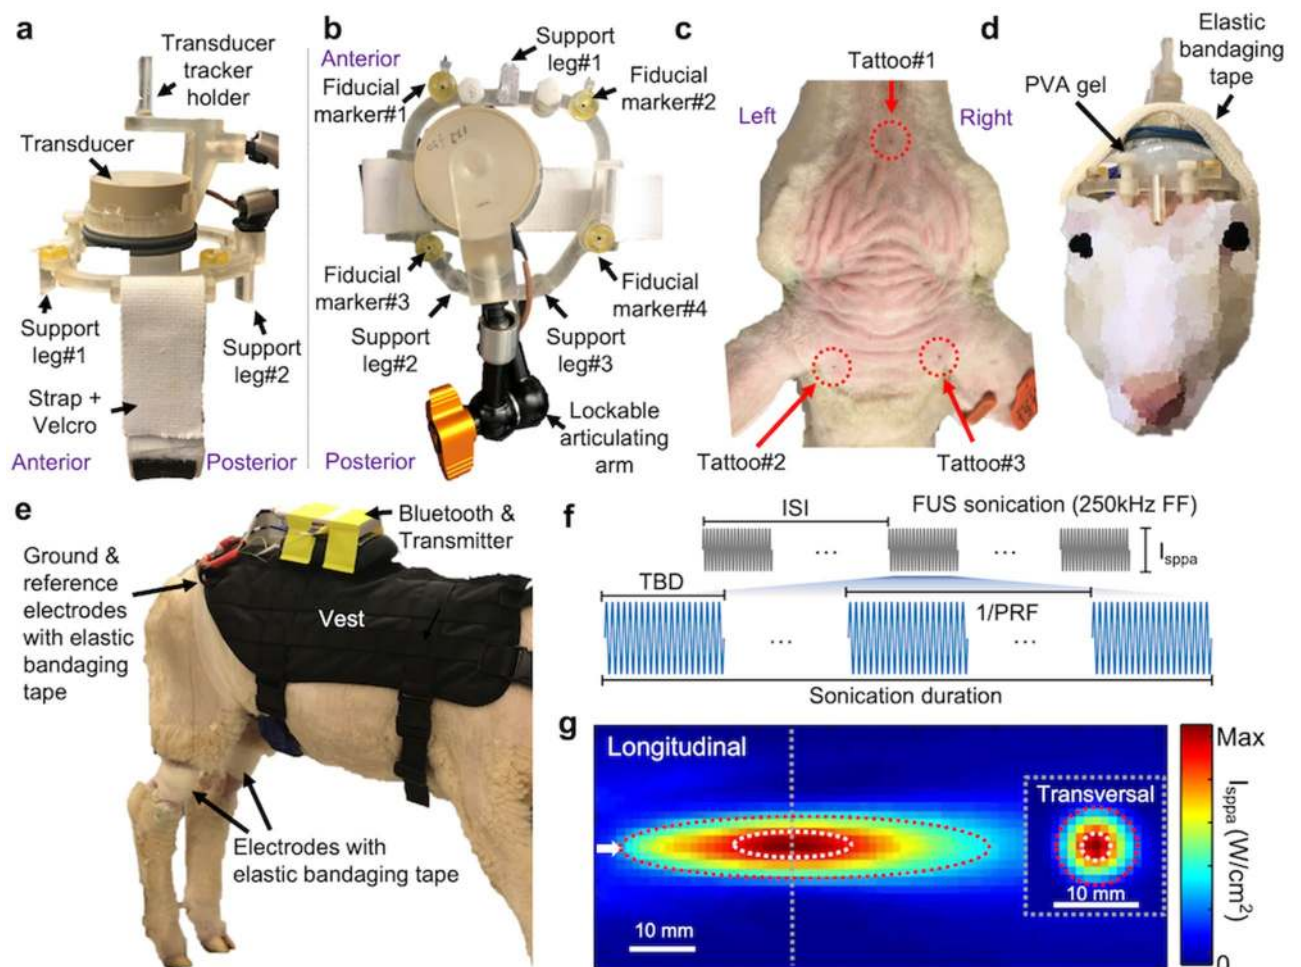 a
Transducer
tracker
holder
Transducer
Support
leg#1
Support
leg#2
Strap +
Velcro
Anterior
Posterior
b
Anterior
Support
leg#1
Fiducial
marker#1
Fiducial
marker#2
Fiducial
marker#3
Fiducial
marker#4
Support
leg#2
Support
leg#3
Lockable
articulating
arm
Posterior
c
Tattoo#1
Left
Right
Tattoo#2
Tattoo#3
d
Elastic
bandaging
tape
PVA gel
e
Bluetooth &
Transmitter
Ground &
reference
electrodes
with elastic
bandaging
tape
Vest
Electrodes with
elastic bandaging tape
f
ISI
FUS sonication (250kHz FF)
Isppa
TBD
1/PRF
Sonication duration
g
Longitudinal
Transversal
10 mm
10 mm
Max
Isppa (W/cm²)
0